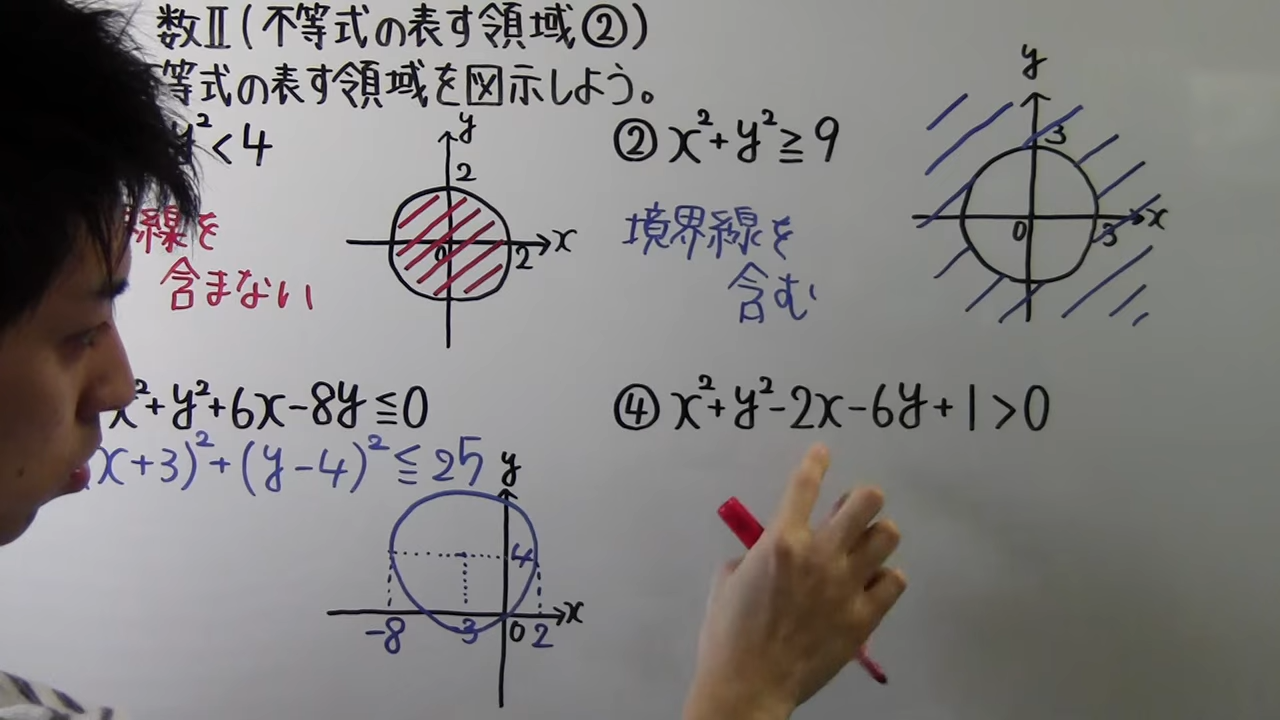 数Ⅱ(不等式の表す領域②)
等式の表す領域を図示しよう。
y²<4
② x²+y²≧9
y
2
0
2
x
y
3
0
3
x
界線を
含まない
境界線を
含む
x²+y²+6x-8y≦0
(x+3)²+(y-4)²≦25
④ x²+y²-2x-6y+1>0
y
4
x
-8
-3
0
2